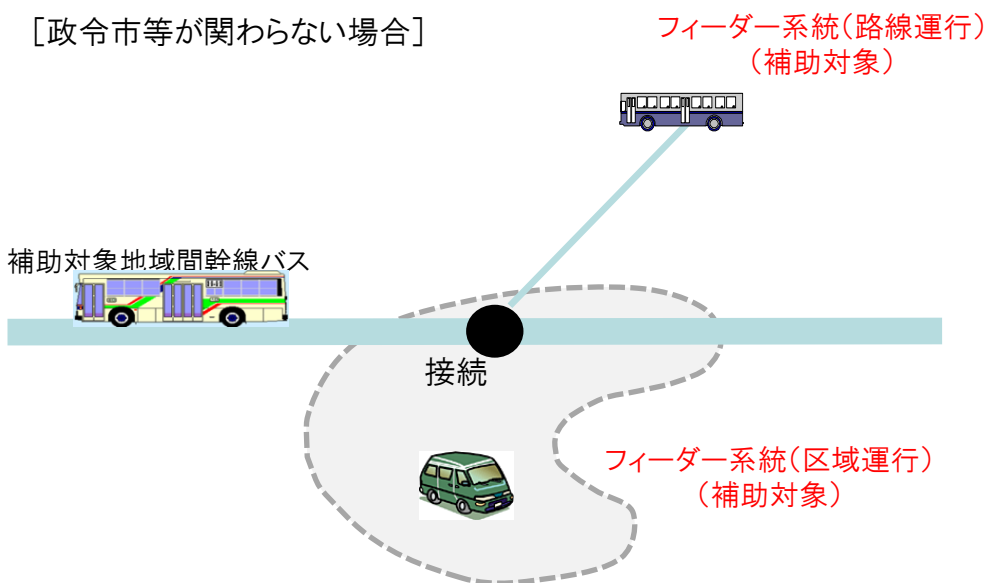 ［政令市等が関わらない場合］
フィーダー系統（路線運行）
（補助対象）
補助対象地域間幹線バス
接続
フィーダー系統（区域運行）
（補助対象）